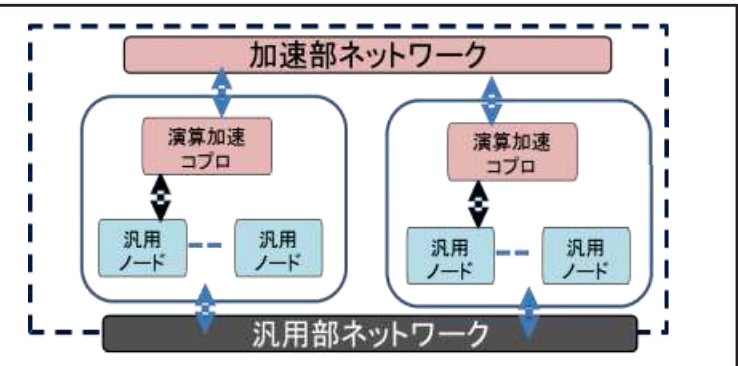 加速部ネットワーク
演算加速
コプロ
演算加速
コプロ
汎用
ノード
汎用
ノード
汎用
ノード
汎用
ノード
汎用部ネットワーク